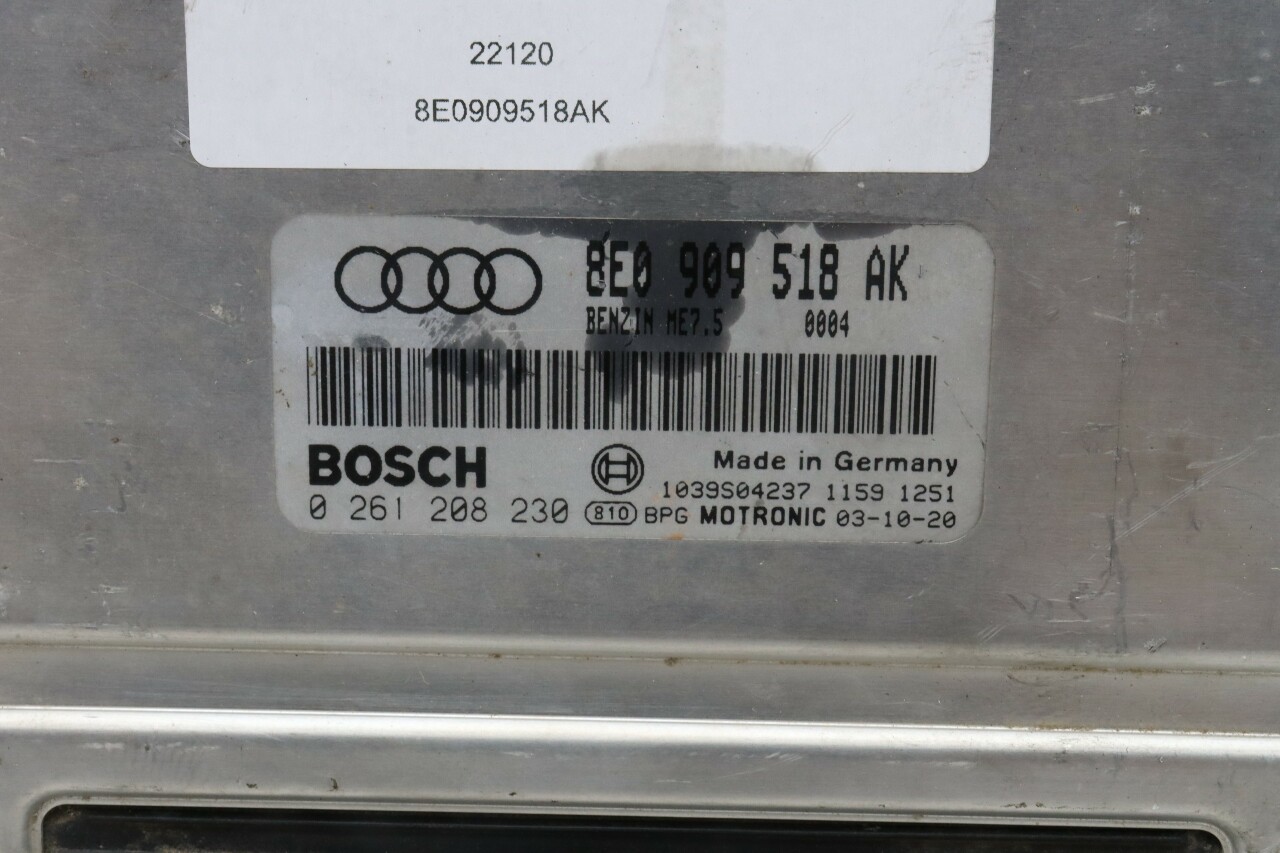 22120
8E0909518AK
8E0 909 518 AK
BENZIN ME7.5 0004
BOSCH
Made in Germany
1039S04237 1159 1251
0 261 208 230 810 BPG MOTRONIC 03-10-20